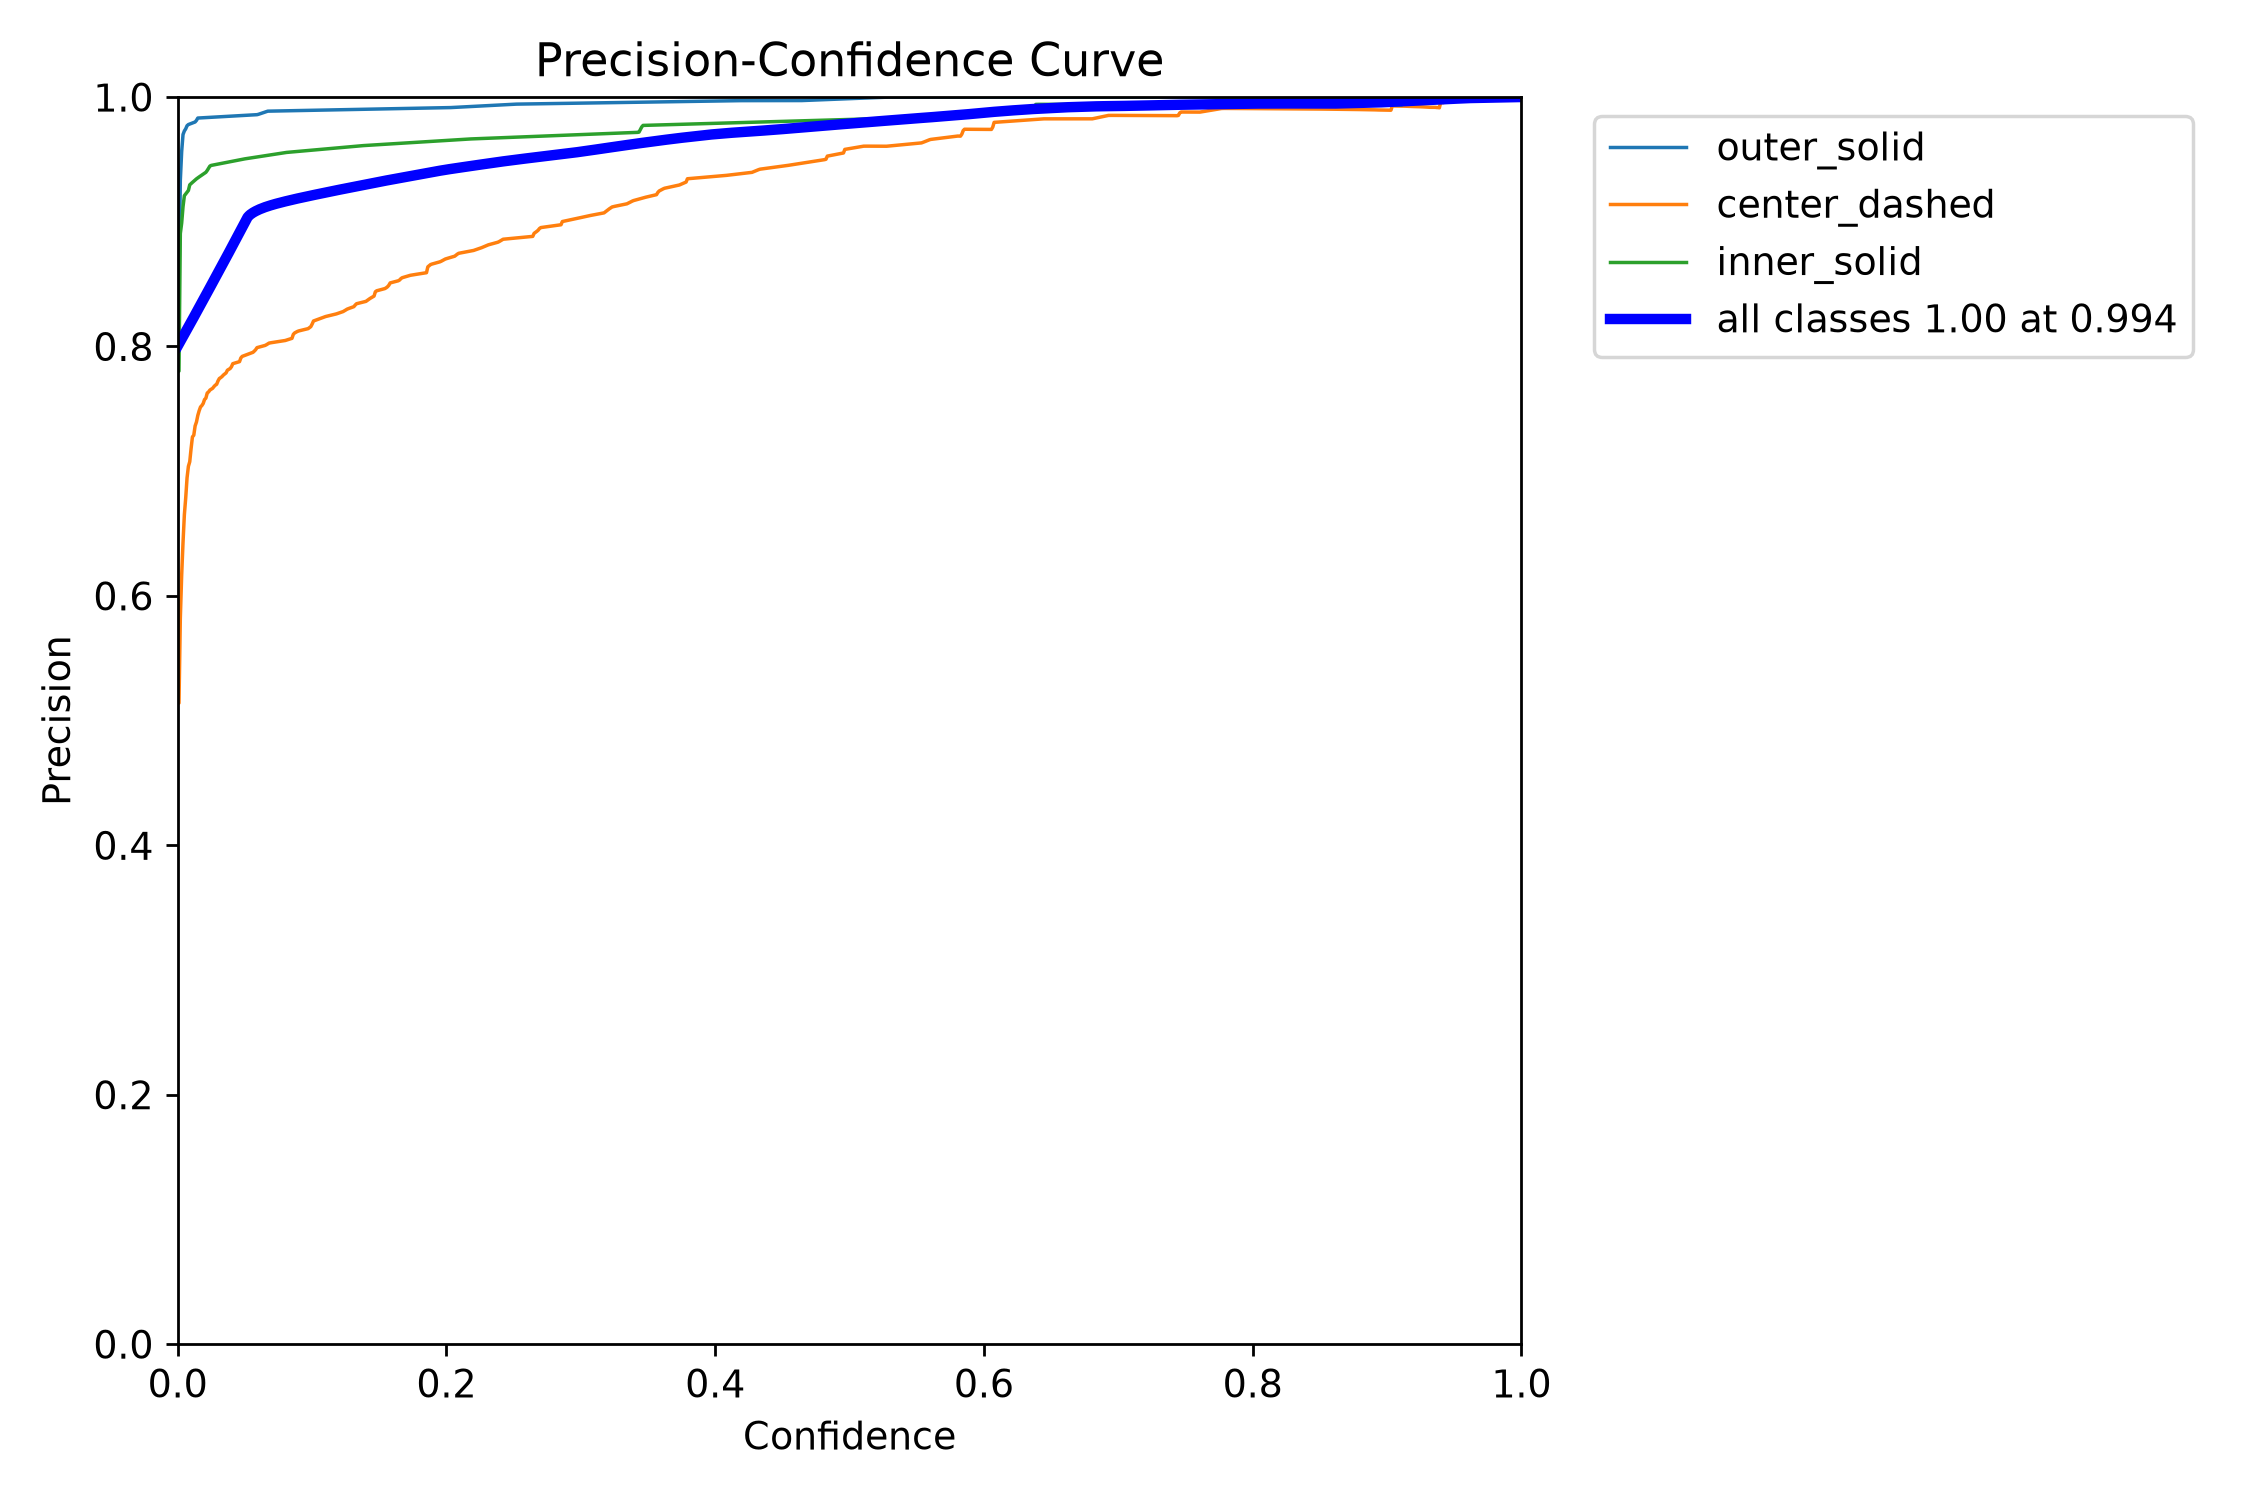 Precision-Confidence Curve
1.0
0.8
0.6
0.4
0.2
0.0
Precision
0.0 0.2 0.4 0.6 0.8 1.0
Confidence
outer_solid
center_dashed
inner_solid
all classes 1.00 at 0.994